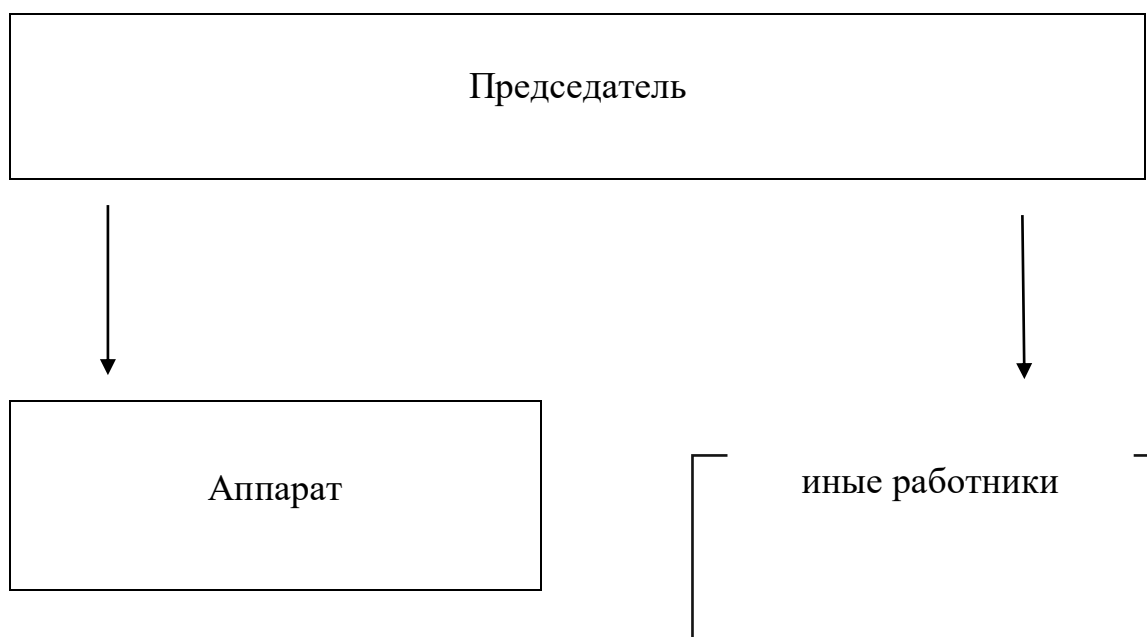 Председатель
Аппарат
иные работники